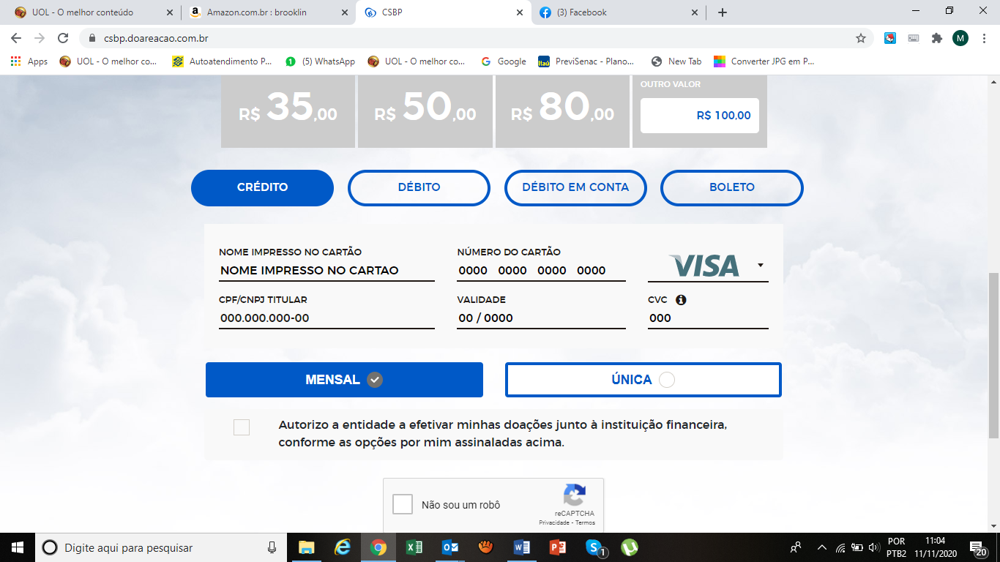 UOL - O melhor conteúdo
Amazon.com.br : brooklin
CSBP
(3) Facebook
csbp.doareacao.com.br
M
Apps
UOL - O melhor co...
Autoatendimento P...
(5) WhatsApp
UOL - O melhor co...
Google
PreviSenac - Plano...
New Tab
Converter JPG em P...
R$ 35,00
R$ 50,00
R$ 80,00
OUTRO VALOR
R$ 100,00
CRÉDITO
DÉBITO
DÉBITO EM CONTA
BOLETO
NOME IMPRESSO NO CARTÃO
NOME IMPRESSO NO CARTAO
NÚMERO DO CARTÃO
0000 0000 0000 0000
VISA
CPF/CNPJ TITULAR
000.000.000-00
VALIDADE
00 / 0000
CVC
000
MENSAL
ÚNICA
Autorizo a entidade a efetivar minhas doações junto à instituição financeira,
conforme as opções por mim assinaladas acima.
Não sou um robô
reCAPTCHA
Privacidade - Termos
Digite aqui para pesquisar
1
POR
PTB2
11:04
11/11/2020
20